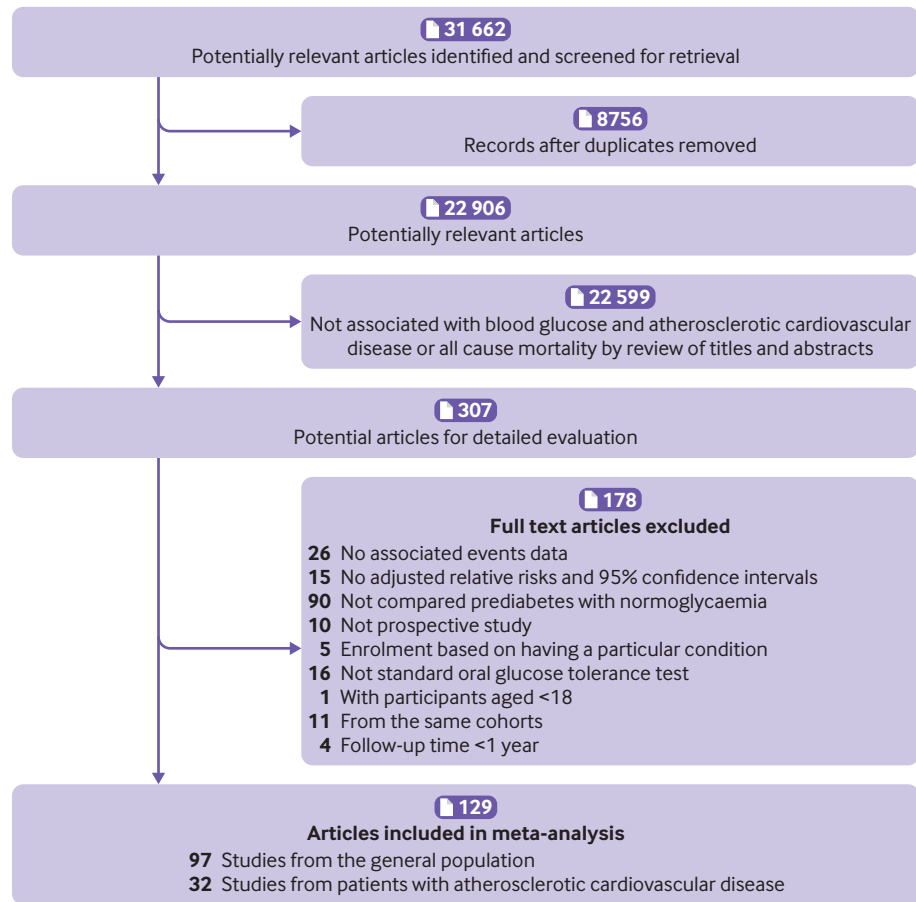 31 662
Potentially relevant articles identified and screened for retrieval
8756
Records after duplicates removed
22 906
Potentially relevant articles
22 599
Not associated with blood glucose and atherosclerotic cardiovascular
disease or all cause mortality by review of titles and abstracts
307
Potential articles for detailed evaluation
178
Full text articles excluded
26 No associated events data
15 No adjusted relative risks and 95% confidence intervals
90 Not compared prediabetes with normoglycaemia
10 Not prospective study
5 Enrolment based on having a particular condition
16 Not standard oral glucose tolerance test
1 With participants aged <18
11 From the same cohorts
4 Follow-up time <1 year
129
Articles included in meta-analysis
97 Studies from the general population
32 Studies from patients with atherosclerotic cardiovascular disease